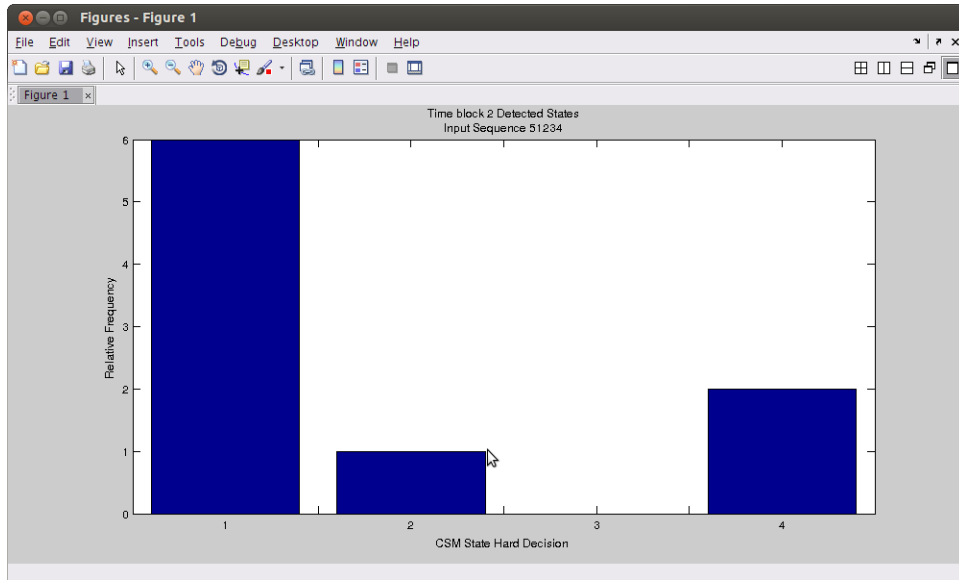 Figures - Figure 1
File Edit View Insert Tools Debug Desktop Window Help
Figure 1
Time block 2 Detected States
Input Sequence 51234
6
5
4
3
2
1
0
Relative Frequency
1 2 3 4
CSM State Hard Decision